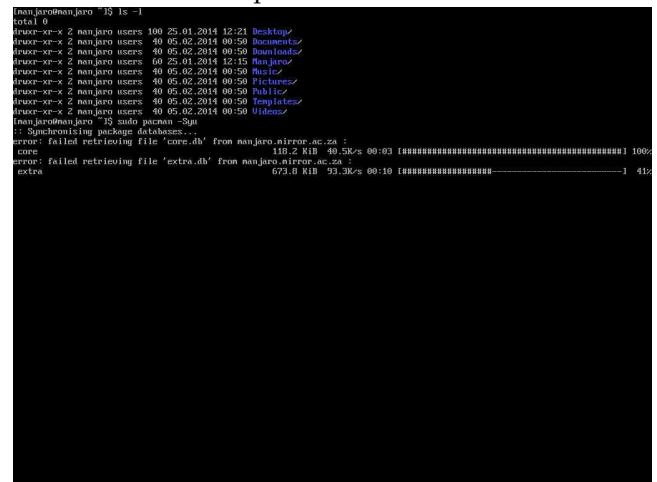 [manjaro@manjaro ~]$ ls -l
total 0
drwxr-xr-x 2 manjaro users 100 25.01.2014 12:21 Desktop/
drwxr-xr-x 2 manjaro users  40 05.02.2014 00:50 Documents/
drwxr-xr-x 2 manjaro users  40 05.02.2014 00:50 Downloads/
drwxr-xr-x 2 manjaro users  60 25.01.2014 12:15 Manjaro/
drwxr-xr-x 2 manjaro users  40 05.02.2014 00:50 Music/
drwxr-xr-x 2 manjaro users  40 05.02.2014 00:50 Pictures/
drwxr-xr-x 2 manjaro users  40 05.02.2014 00:50 Public/
drwxr-xr-x 2 manjaro users  40 05.02.2014 00:50 Templates/
drwxr-xr-x 2 manjaro users  40 05.02.2014 00:50 Videos/
[manjaro@manjaro ~]$ sudo pacman -Syu
:: Synchronising package databases...
error: failed retrieving file 'core.db' from manjaro.mirror.ac.za :
 core 118.2 KiB 40.5K/s 00:03 [##############################################] 100%
error: failed retrieving file 'extra.db' from manjaro.mirror.ac.za :
 extra 673.8 KiB 93.3K/s 00:10 [###################---------------------------] 41%